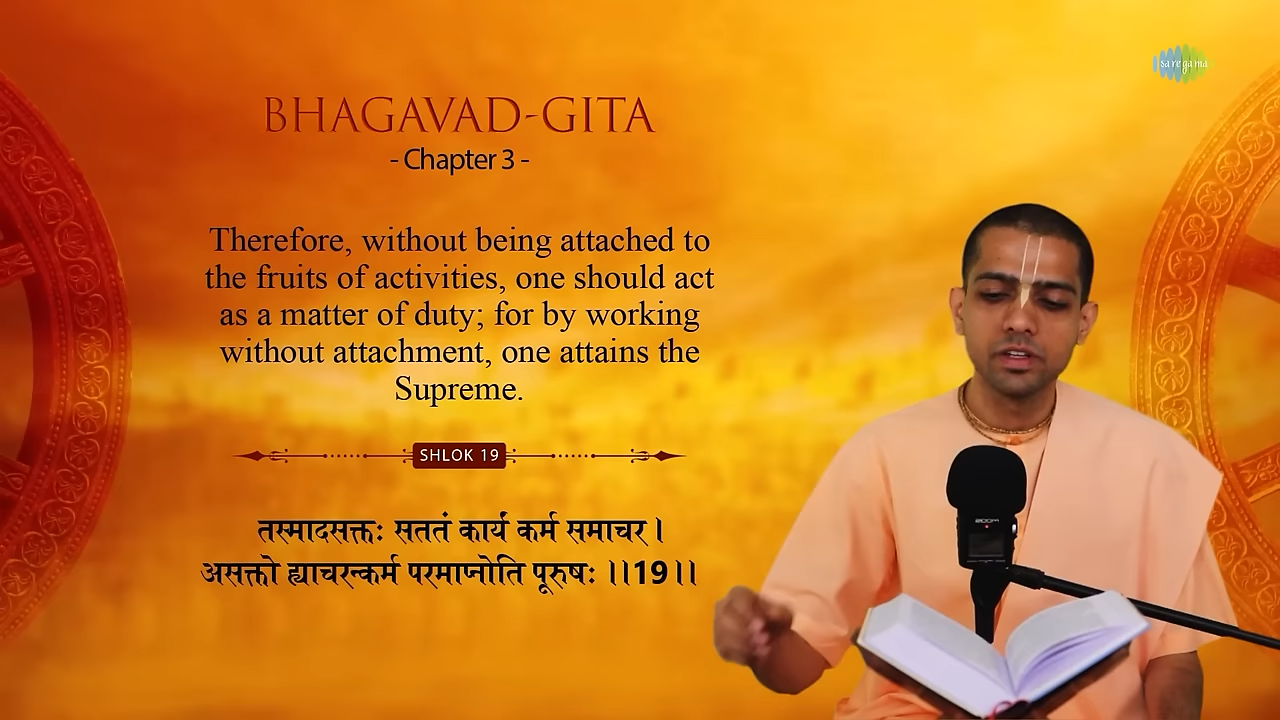 saregama
BHAGAVAD-GITA
- Chapter 3 -
Therefore, without being attached to
the fruits of activities, one should act
as a matter of duty; for by working
without attachment, one attains the
Supreme.
SHLOK 19
तस्मादसक्तः सततं कार्यं कर्म समाचर।
असक्तो ह्याचरन्कर्म परमाप्नोति पूरुषः ।।19।।
zoom